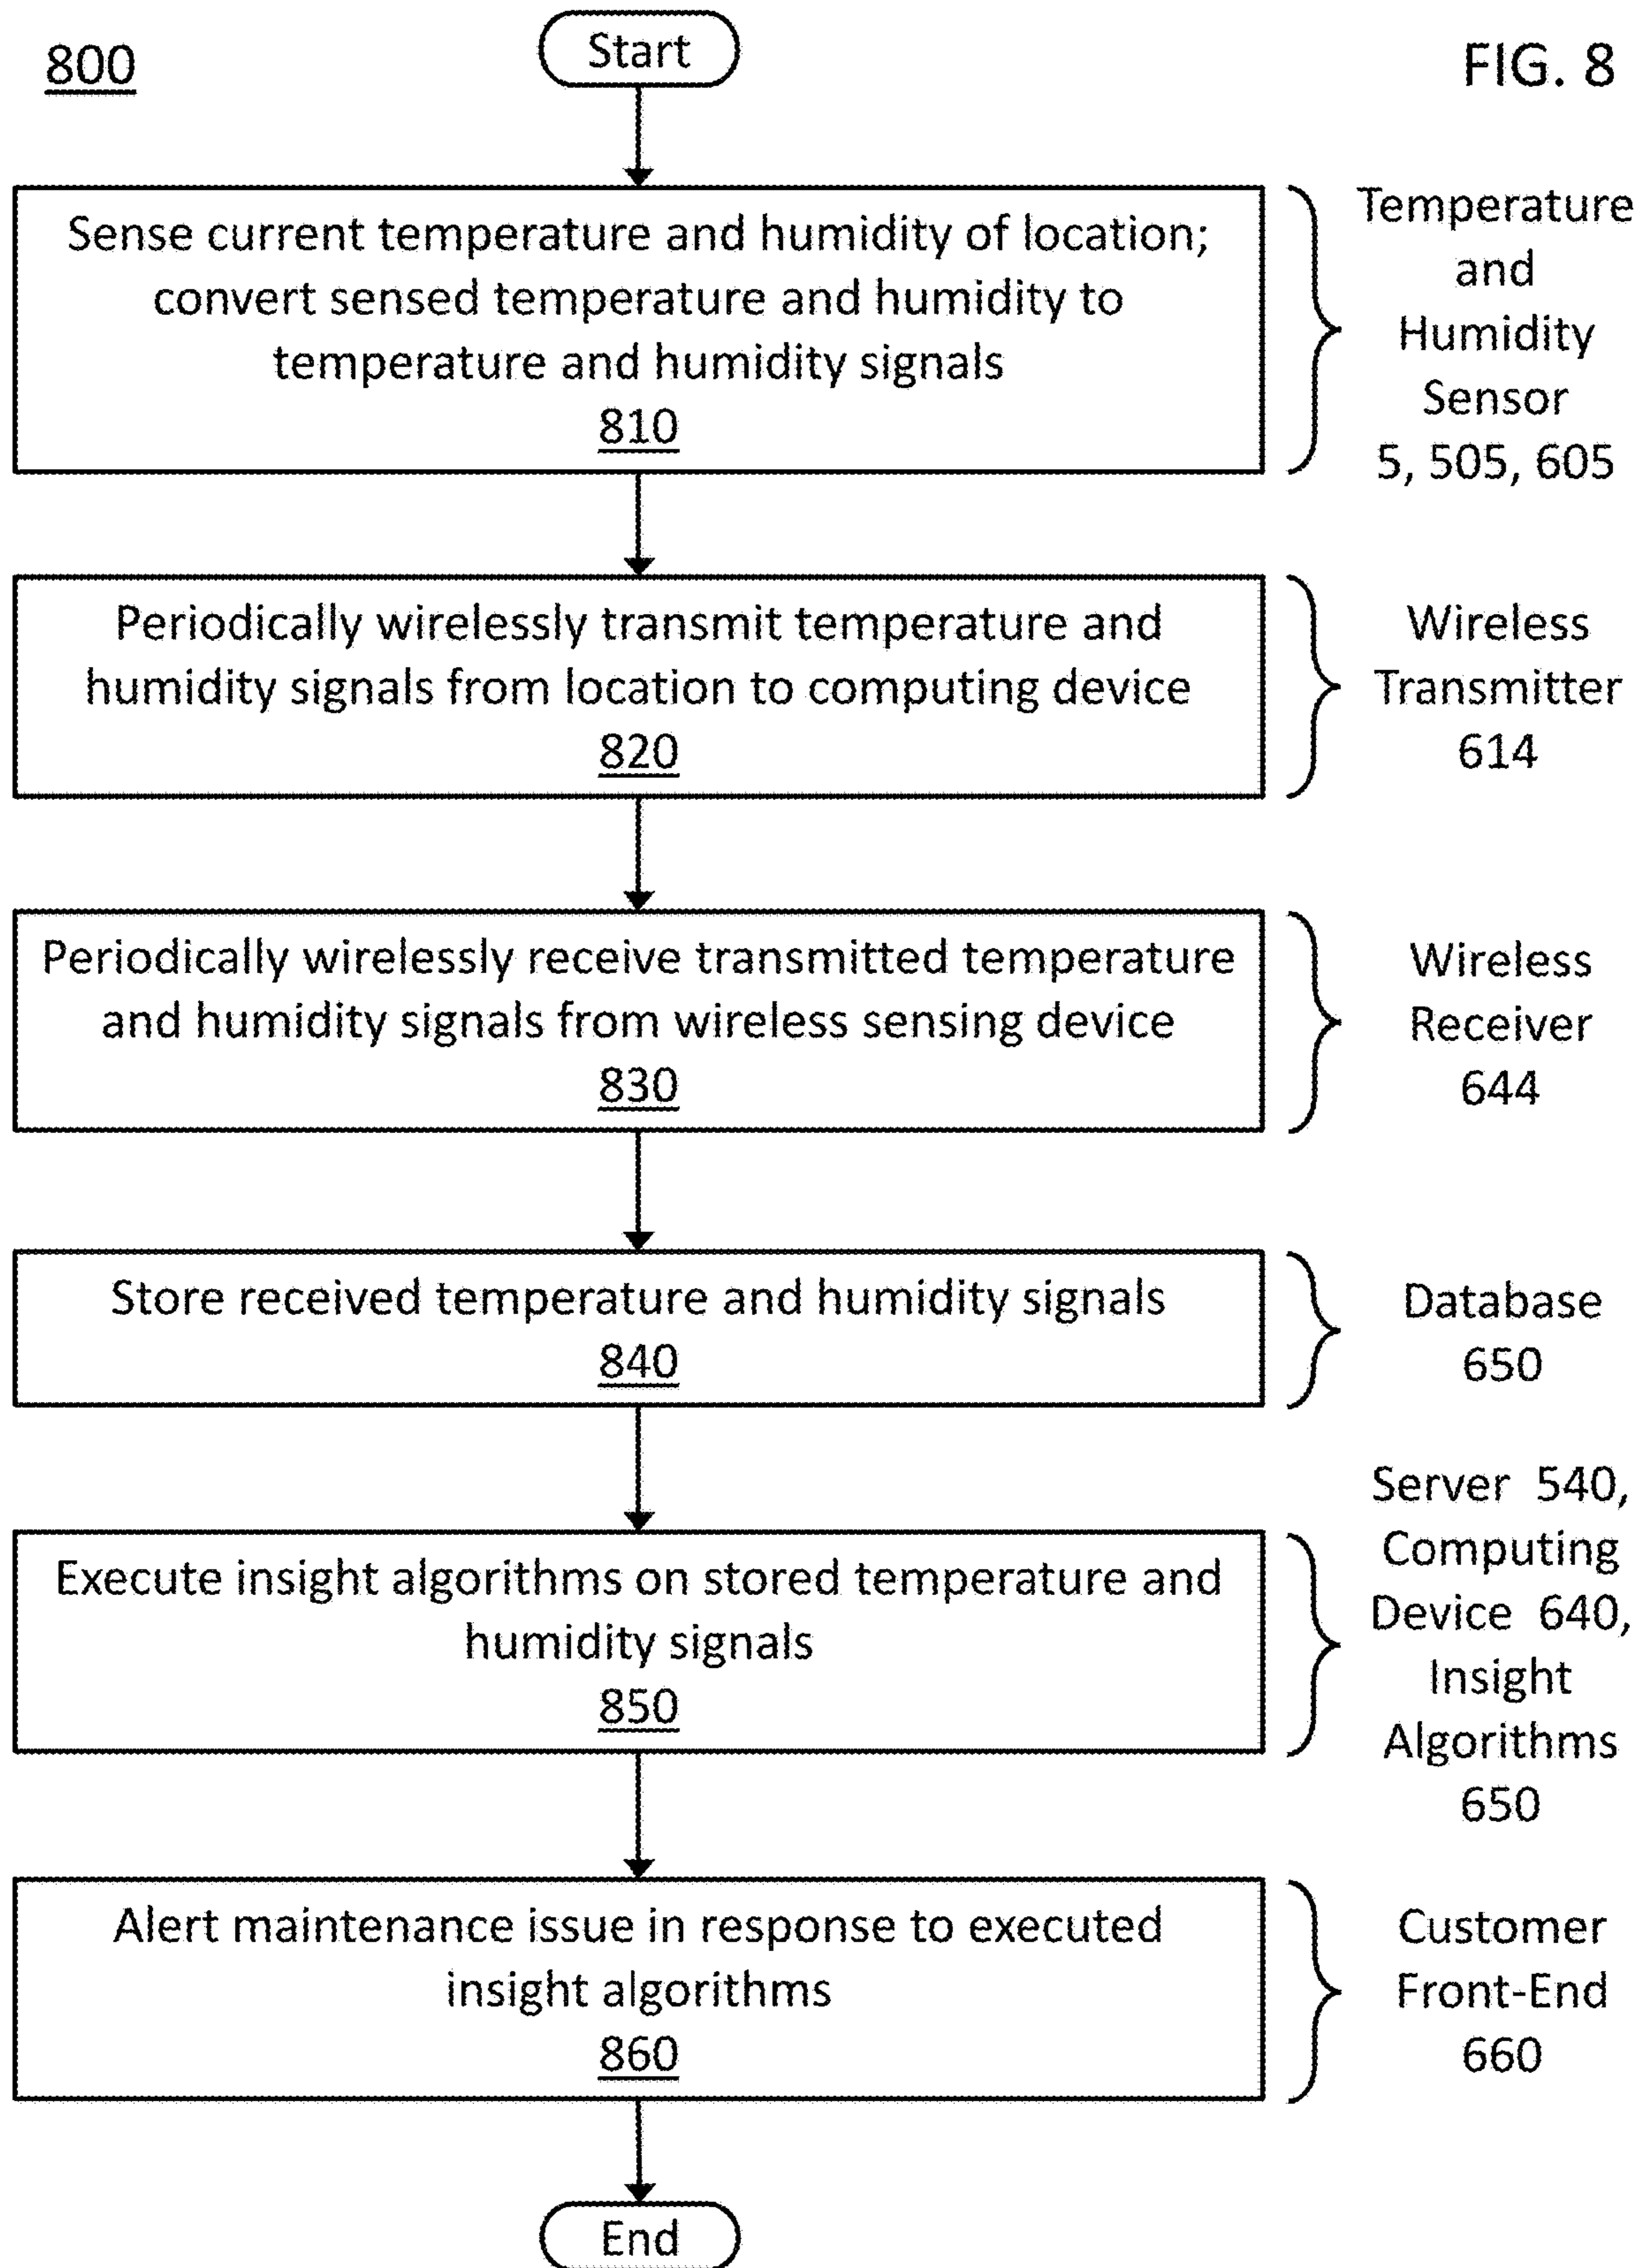 800
Start
FIG. 8
Sense current temperature and humidity of location;
convert sensed temperature and humidity to
temperature and humidity signals
810
Temperature
and
Humidity
Sensor
5, 505, 605
Periodically wirelessly transmit temperature and
humidity signals from location to computing device
820
Wireless
Transmitter
614
Periodically wirelessly receive transmitted temperature
and humidity signals from wireless sensing device
830
Wireless
Receiver
644
Store received temperature and humidity signals
840
Database
650
Execute insight algorithms on stored temperature and
humidity signals
850
Server 540,
Computing
Device 640,
Insight
Algorithms
650
Alert maintenance issue in response to executed
insight algorithms
860
Customer
Front-End
660
End